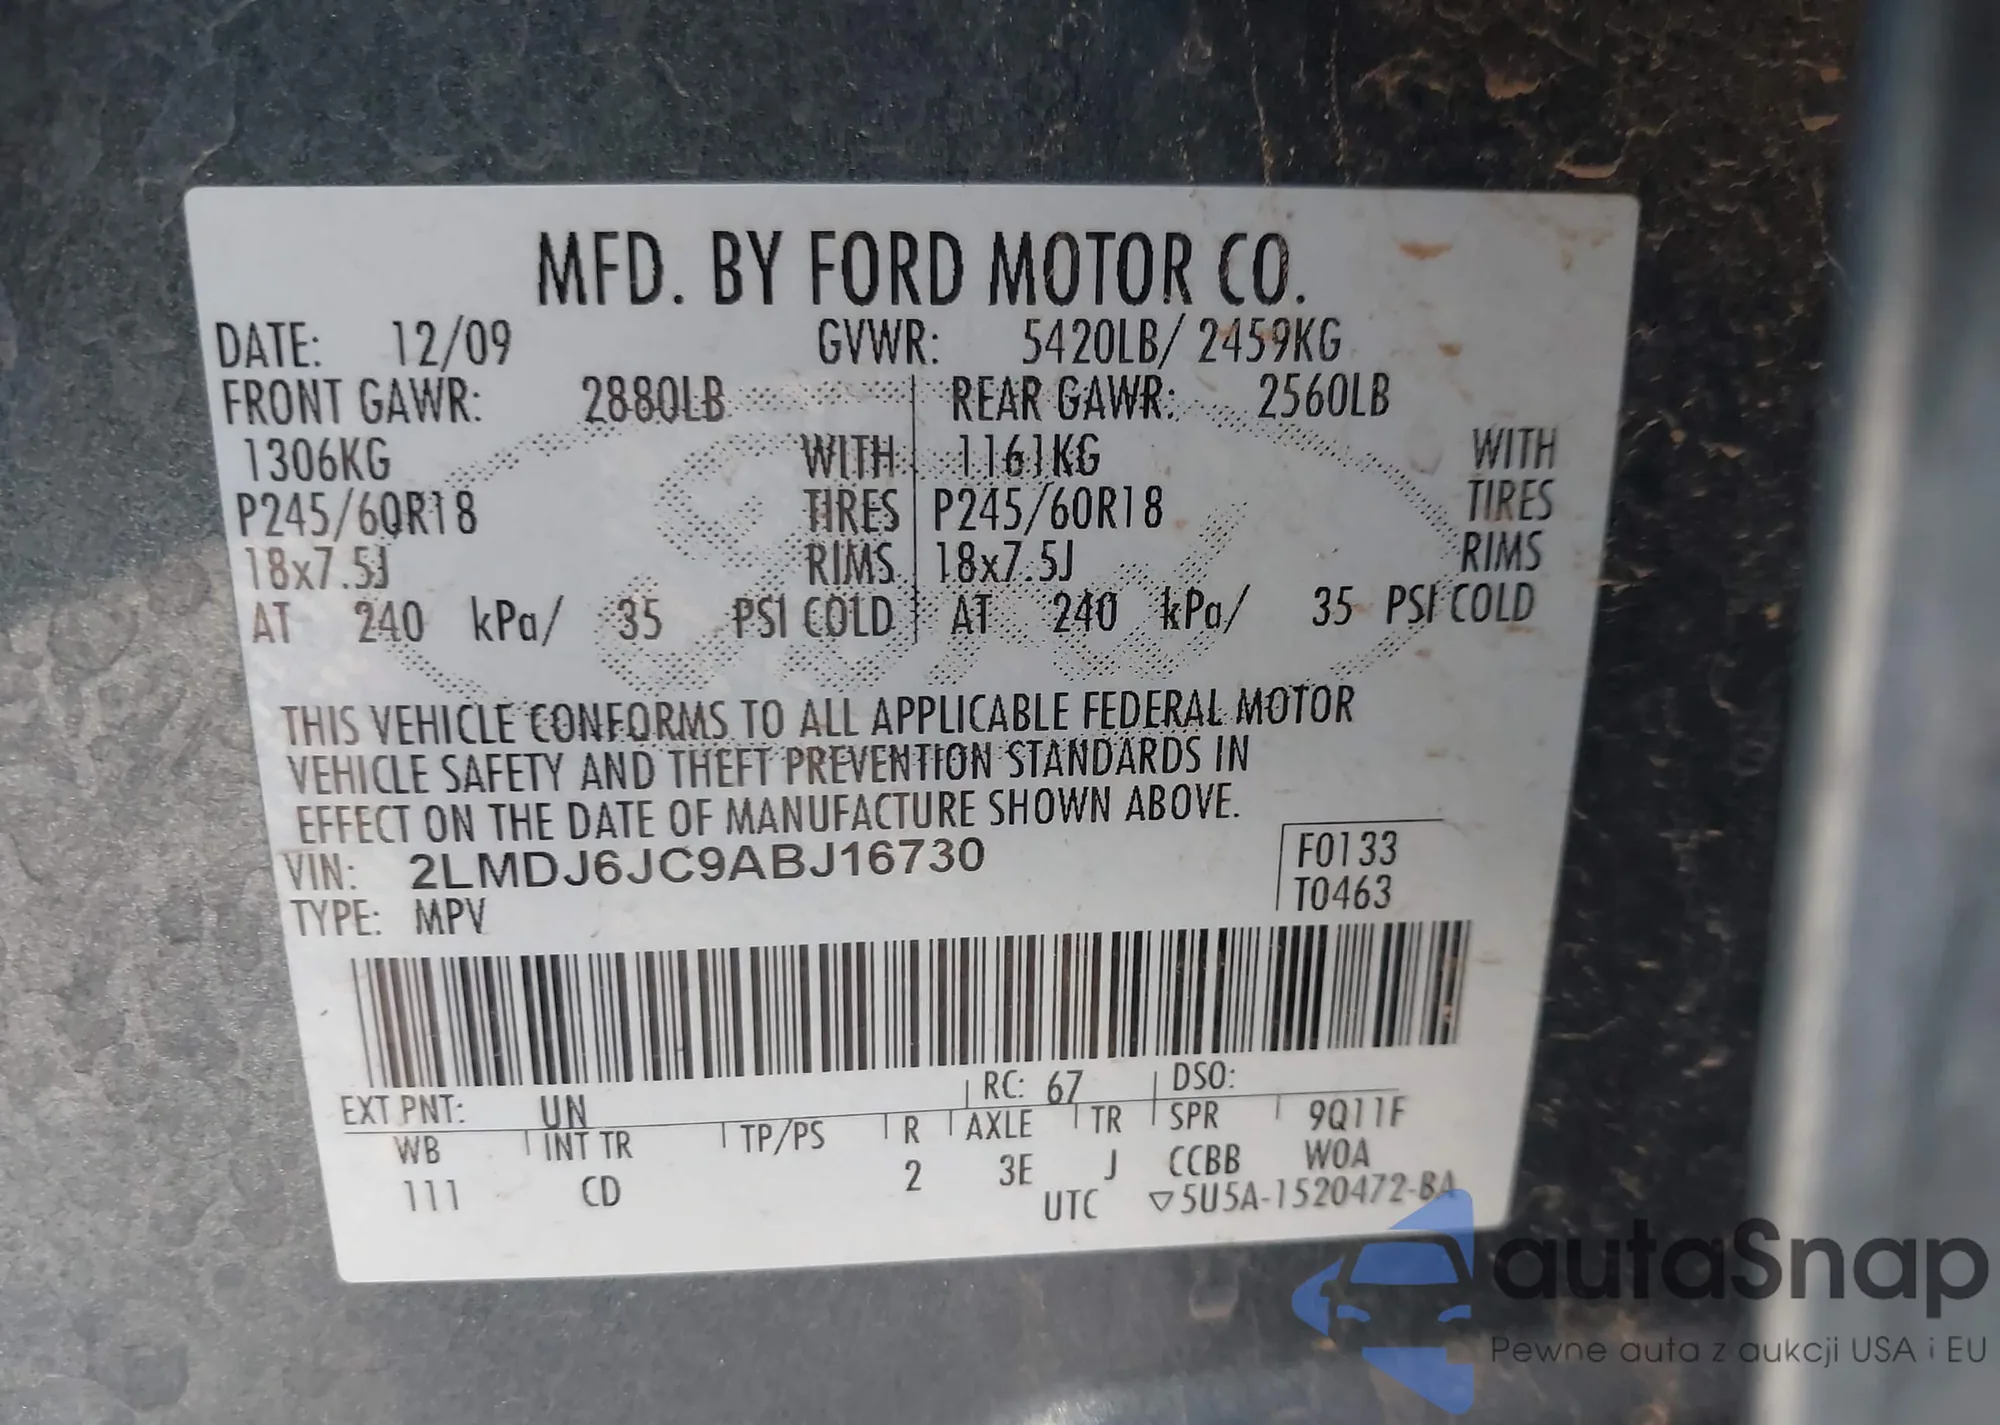 MFD. BY FORD MOTOR CO.
DATE: 12/09 GVWR: 5420LB/ 2459KG
FRONT GAWR: 2880LB REAR GAWR: 2560LB
1306KG WITH 1161KG WITH
P245/60R18 TIRES P245/60R18 TIRES
18x7.5J RIMS 18x7.5J RIMS
AT 240 kPa/ 35 PSI COLD AT 240 kPa/ 35 PSI COLD
THIS VEHICLE CONFORMS TO ALL APPLICABLE FEDERAL MOTOR
VEHICLE SAFETY AND THEFT PREVENTION STANDARDS IN
EFFECT ON THE DATE OF MANUFACTURE SHOWN ABOVE.
VIN: 2LMDJ6JC9ABJ16730 F0133
TYPE: MPV T0463
EXT PNT: UN RC: 67 DSO:
WB INT TR TP/PS R AXLE TR SPR 9Q11F
111 CD 2 3E J CCBB WOA
UTC ▽5U5A-1520472-BA
autaSnap
Pewne auta z aukcji USA i EU